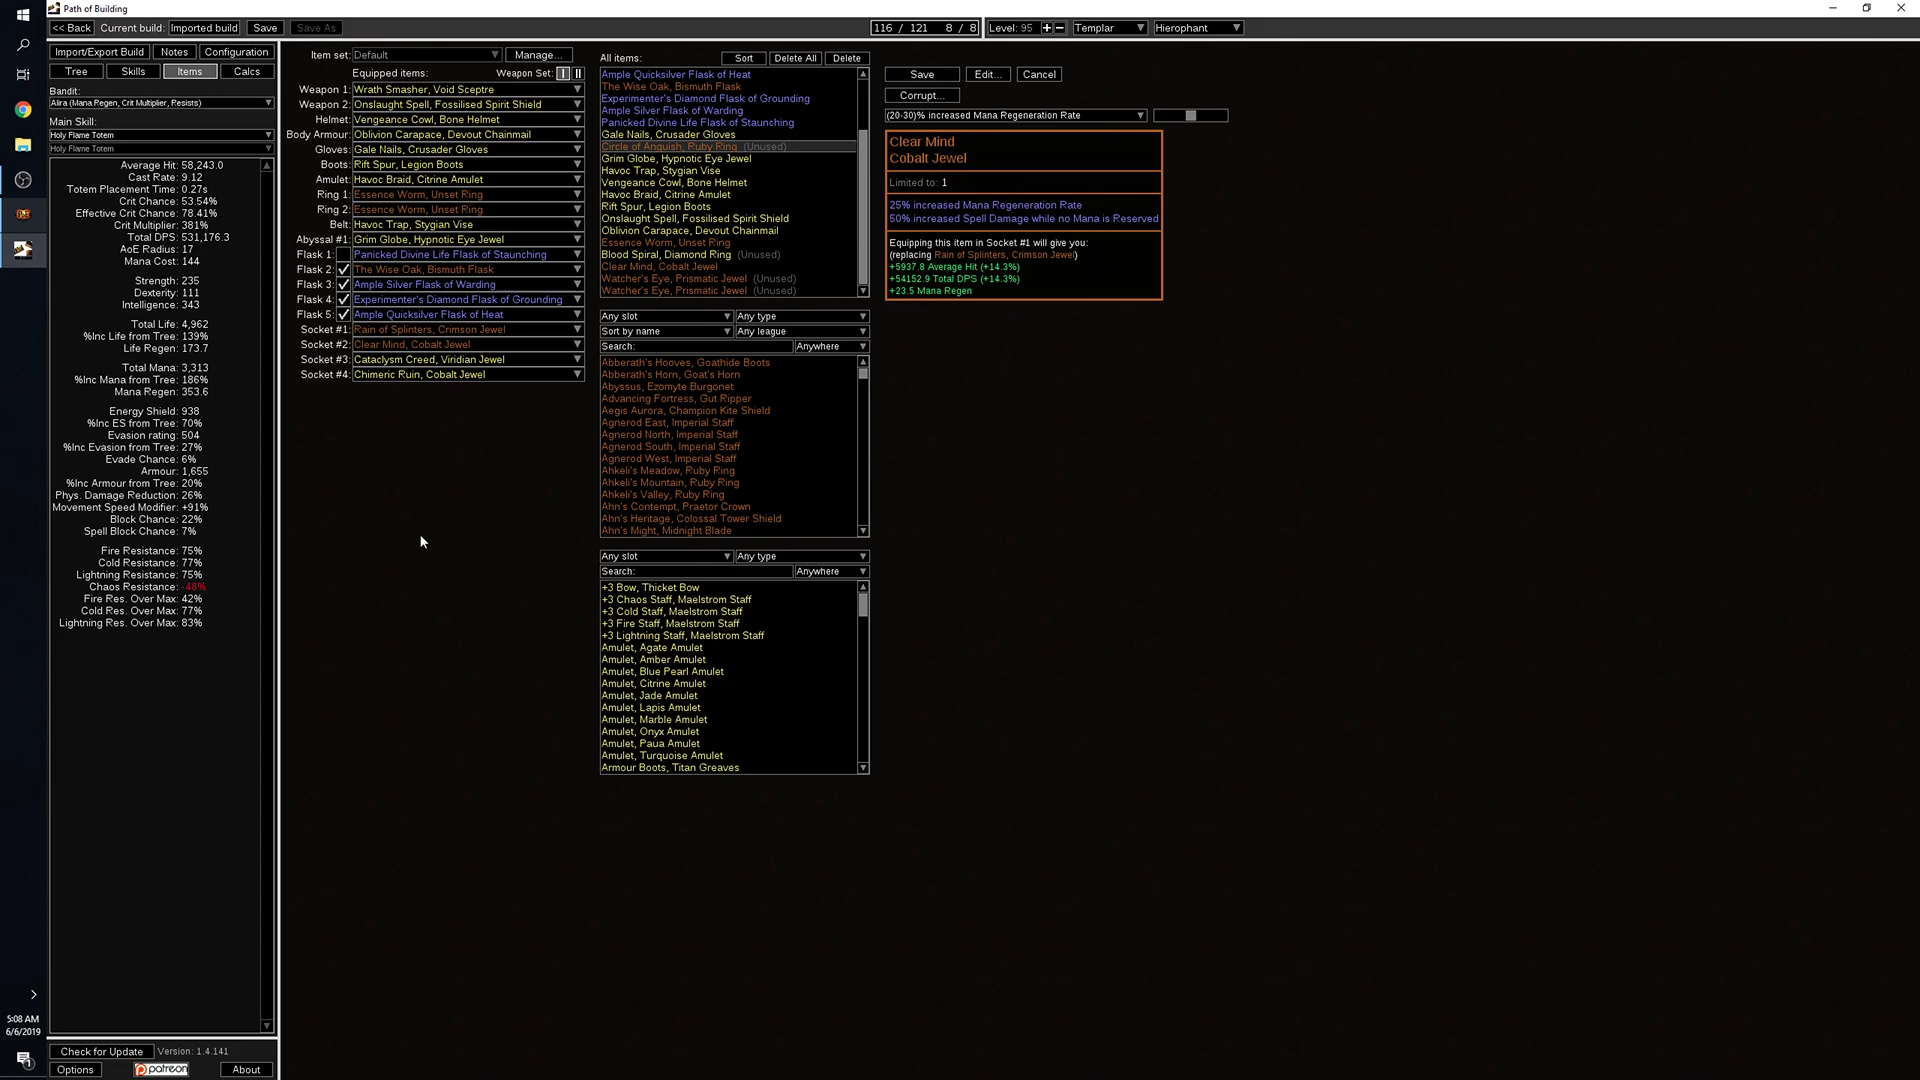 Path of Building
<< Back Current build: Imported build Save Save As 116 / 121 8 / 8 Level: 95 Templar Hierophant
Import/Export Build Notes Configuration
Tree Skills Items Calcs
Bandit:
Alira (Mana Regen, Crit Multiplier, Resists)
Main Skill:
Holy Flame Totem
Holy Flame Totem
Average Hit: 58,243.0
Cast Rate: 9.12
Totem Placement Time: 0.27s
Crit Chance: 53.54%
Effective Crit Chance: 78.41%
Crit Multiplier: 381%
Total DPS: 531,176.3
AoE Radius: 17
Mana Cost: 144
Strength: 235
Dexterity: 111
Intelligence: 343
Total Life: 4,962
%Inc Life from Tree: 139%
Life Regen: 173.7
Total Mana: 3,313
%Inc Mana from Tree: 186%
Mana Regen: 353.6
Energy Shield: 938
%Inc ES from Tree: 70%
Evasion rating: 504
%Inc Evasion from Tree: 27%
Evade Chance: 6%
Armour: 1,655
%Inc Armour from Tree: 20%
Phys. Damage Reduction: 26%
Movement Speed Modifier: +91%
Block Chance: 22%
Spell Block Chance: 7%
Fire Resistance: 75%
Cold Resistance: 77%
Lightning Resistance: 75%
Chaos Resistance: -48%
Fire Res. Over Max: 42%
Cold Res. Over Max: 77%
Lightning Res. Over Max: 83%
Check for Update Version: 1.4.141
Options patreon About
5:08 AM
6/6/2019
1
Item set: Default Manage...
Equipped items: Weapon Set: I II
Weapon 1: Wrath Smasher, Void Sceptre
Weapon 2: Onslaught Spell, Fossilised Spirit Shield
Helmet: Vengeance Cowl, Bone Helmet
Body Armour: Oblivion Carapace, Devout Chainmail
Gloves: Gale Nails, Crusader Gloves
Boots: Rift Spur, Legion Boots
Amulet: Havoc Braid, Citrine Amulet
Ring 1: Essence Worm, Unset Ring
Ring 2: Essence Worm, Unset Ring
Belt: Havoc Trap, Stygian Vise
Abyssal #1: Grim Globe, Hypnotic Eye Jewel
Flask 1: Panicked Divine Life Flask of Staunching
Flask 2: The Wise Oak, Bismuth Flask
Flask 3: Ample Silver Flask of Warding
Flask 4: Experimenter's Diamond Flask of Grounding
Flask 5: Ample Quicksilver Flask of Heat
Socket #1: Rain of Splinters, Crimson Jewel
Socket #2: Clear Mind, Cobalt Jewel
Socket #3: Cataclysm Creed, Viridian Jewel
Socket #4: Chimeric Ruin, Cobalt Jewel
All items: Sort Delete All Delete
Ample Quicksilver Flask of Heat
The Wise Oak, Bismuth Flask
Experimenter's Diamond Flask of Grounding
Ample Silver Flask of Warding
Panicked Divine Life Flask of Staunching
Gale Nails, Crusader Gloves
Circle of Anguish, Ruby Ring (Unused)
Grim Globe, Hypnotic Eye Jewel
Havoc Trap, Stygian Vise
Vengeance Cowl, Bone Helmet
Havoc Braid, Citrine Amulet
Rift Spur, Legion Boots
Onslaught Spell, Fossilised Spirit Shield
Oblivion Carapace, Devout Chainmail
Essence Worm, Unset Ring
Blood Spiral, Diamond Ring (Unused)
Clear Mind, Cobalt Jewel
Watcher's Eye, Prismatic Jewel (Unused)
Watcher's Eye, Prismatic Jewel (Unused)
Any slot Any type
Sort by name Any league
Search: Anywhere
Abberath's Hooves, Goathide Boots
Abberath's Horn, Goat's Horn
Abyssus, Ezomyte Burgonet
Advancing Fortress, Gut Ripper
Aegis Aurora, Champion Kite Shield
Agnerod East, Imperial Staff
Agnerod North, Imperial Staff
Agnerod South, Imperial Staff
Agnerod West, Imperial Staff
Ahkeli's Meadow, Ruby Ring
Ahkeli's Mountain, Ruby Ring
Ahkeli's Valley, Ruby Ring
Ahn's Contempt, Praetor Crown
Ahn's Heritage, Colossal Tower Shield
Ahn's Might, Midnight Blade
Any slot Any type
Search: Anywhere
+3 Bow, Thicket Bow
+3 Chaos Staff, Maelstrom Staff
+3 Cold Staff, Maelstrom Staff
+3 Fire Staff, Maelstrom Staff
+3 Lightning Staff, Maelstrom Staff
Amulet, Agate Amulet
Amulet, Amber Amulet
Amulet, Blue Pearl Amulet
Amulet, Citrine Amulet
Amulet, Jade Amulet
Amulet, Lapis Amulet
Amulet, Marble Amulet
Amulet, Onyx Amulet
Amulet, Paua Amulet
Amulet, Turquoise Amulet
Armour Boots, Titan Greaves
Save Edit... Cancel
Corrupt...
(20-30)% increased Mana Regeneration Rate
Clear Mind
Cobalt Jewel
Limited to: 1
25% increased Mana Regeneration Rate
50% increased Spell Damage while no Mana is Reserved
Equipping this item in Socket #1 will give you:
(replacing Rain of Splinters, Crimson Jewel)
+5937.8 Average Hit (+14.3%)
+54152.9 Total DPS (+14.3%)
+23.5 Mana Regen